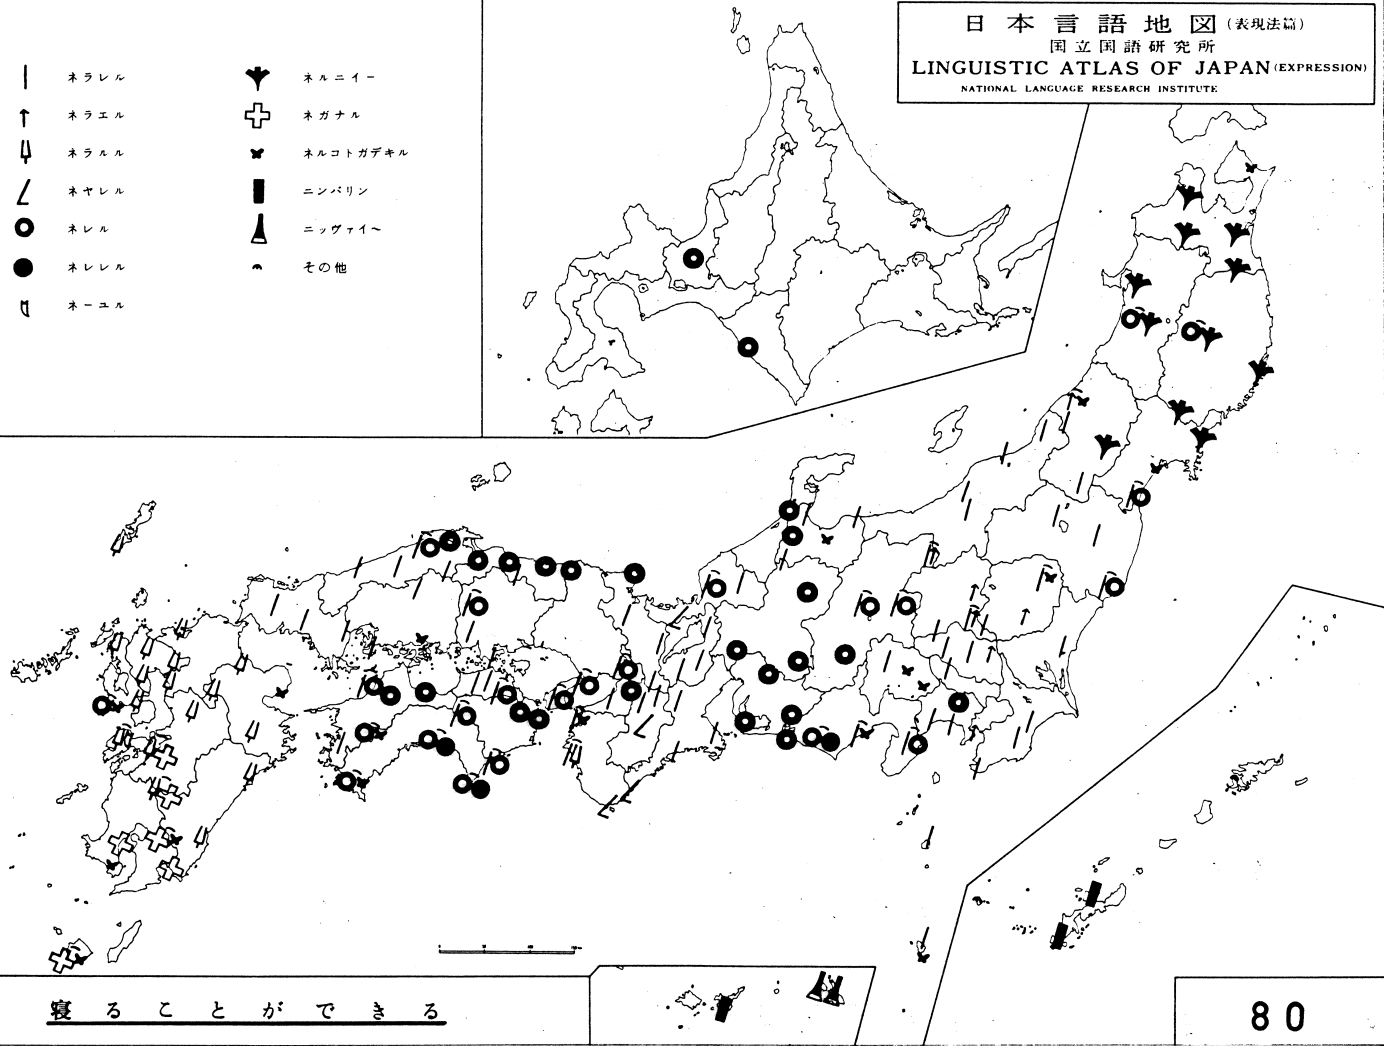 日本言語地図(表現法篇)
国立国語研究所
LINGUISTIC ATLAS OF JAPAN (EXPRESSION)
NATIONAL LANGUAGE RESEARCH INSTITUTE
ネラレル
ネラエル
ネラルル
ネヤレル
ネレル
ネレレル
ネーユル
ネルニイー
ネガナル
ネルコトガデキル
ニンバリン
ニッヴァイ〜
その他
寝ることができる
80